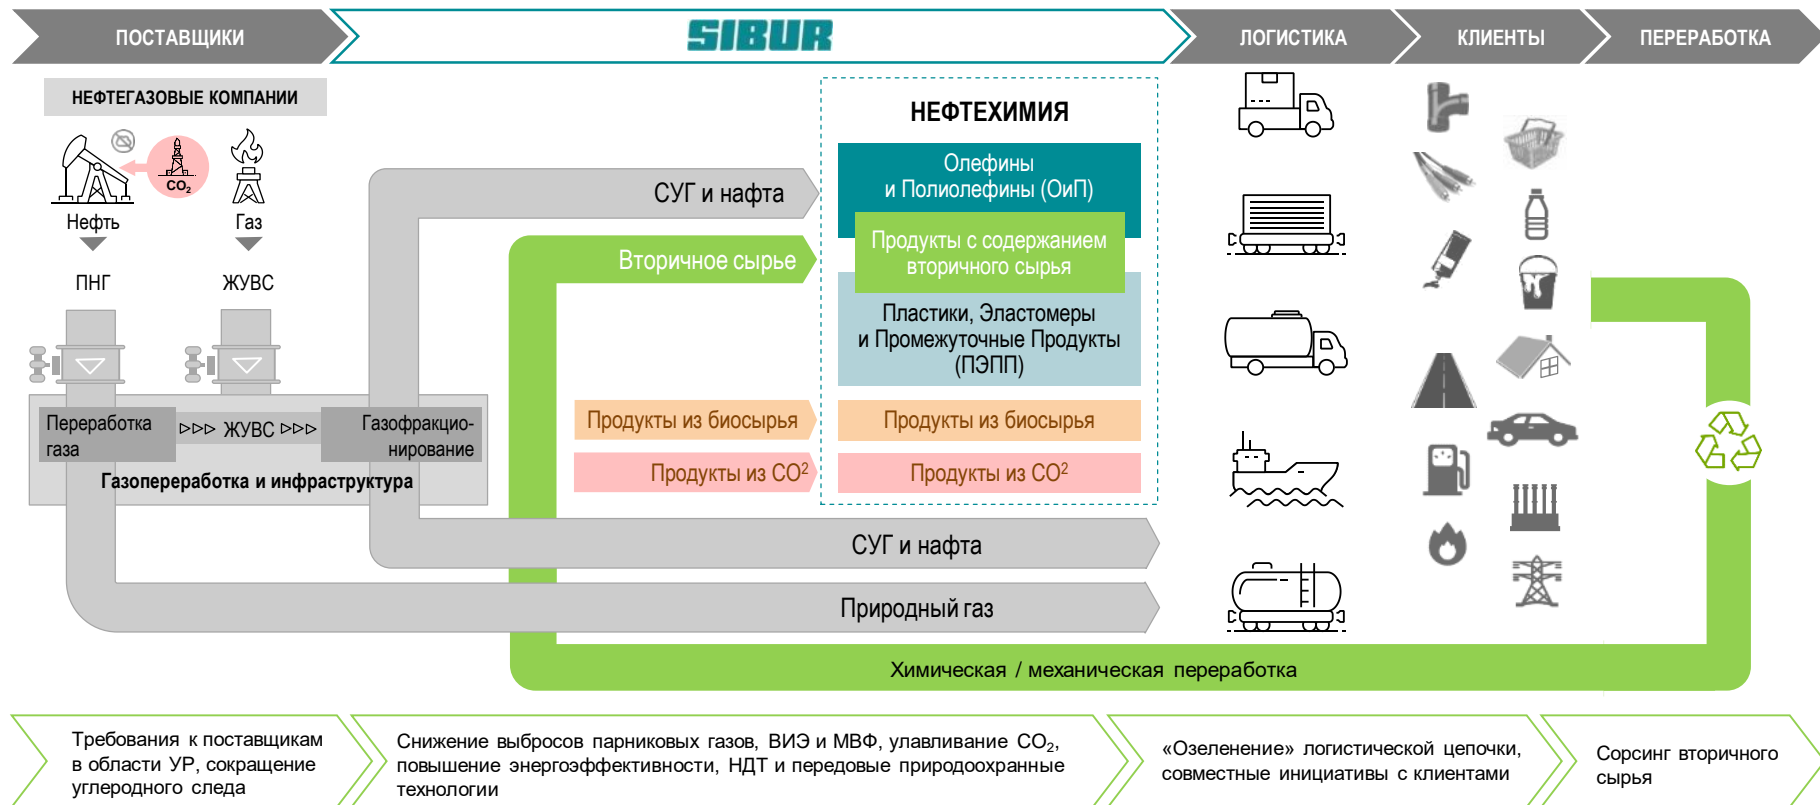 ПОСТАВЩИКИ
SIBUR
ЛОГИСТИКА
КЛИЕНТЫ
ПЕРЕРАБОТКА
НЕФТЕГАЗОВЫЕ КОМПАНИИ
CO₂
Нефть
Газ
ПНГ
ЖУВС
Переработка
газа
ЖУВС
Газофракцио-
нирование
Газопереработка и инфраструктура
СУГ и нафта
Вторичное сырье
Продукты из биосырья
Продукты из CO²
НЕФТЕХИМИЯ
Олефины
и Полиолефины (ОиП)
Продукты с содержанием
вторичного сырья
Пластики, Эластомеры
и Промежуточные Продукты
(ПЭПП)
Продукты из биосырья
Продукты из CO²
СУГ и нафта
Природный газ
Химическая / механическая переработка
Требования к поставщикам
в области УР, сокращение
углеродного следа
Снижение выбросов парниковых газов, ВИЭ и МВФ, улавливание CO₂,
повышение энергоэффективности, НДТ и передовые природоохранные
технологии
«Озеленение» логистической цепочки,
совместные инициативы с клиентами
Сорсинг вторичного
сырья